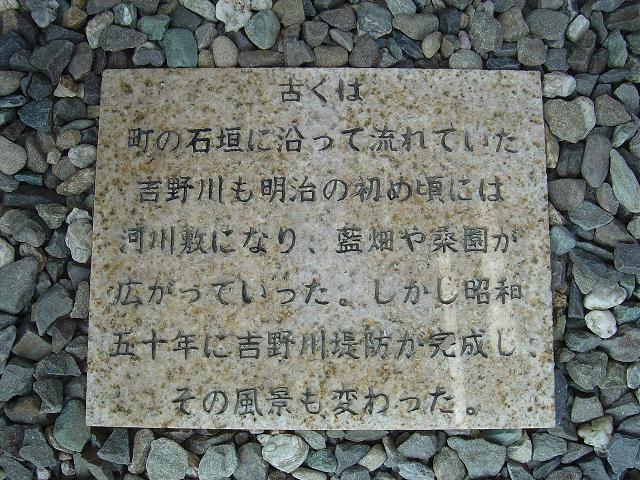 古くは
町の石垣に沿って流れていた
吉野川も明治の初め頃には
河川敷になり、藍畑や桑園が
広がっていった。しかし昭和
五十年に吉野川堤防が完成し、
その風景も変わった。